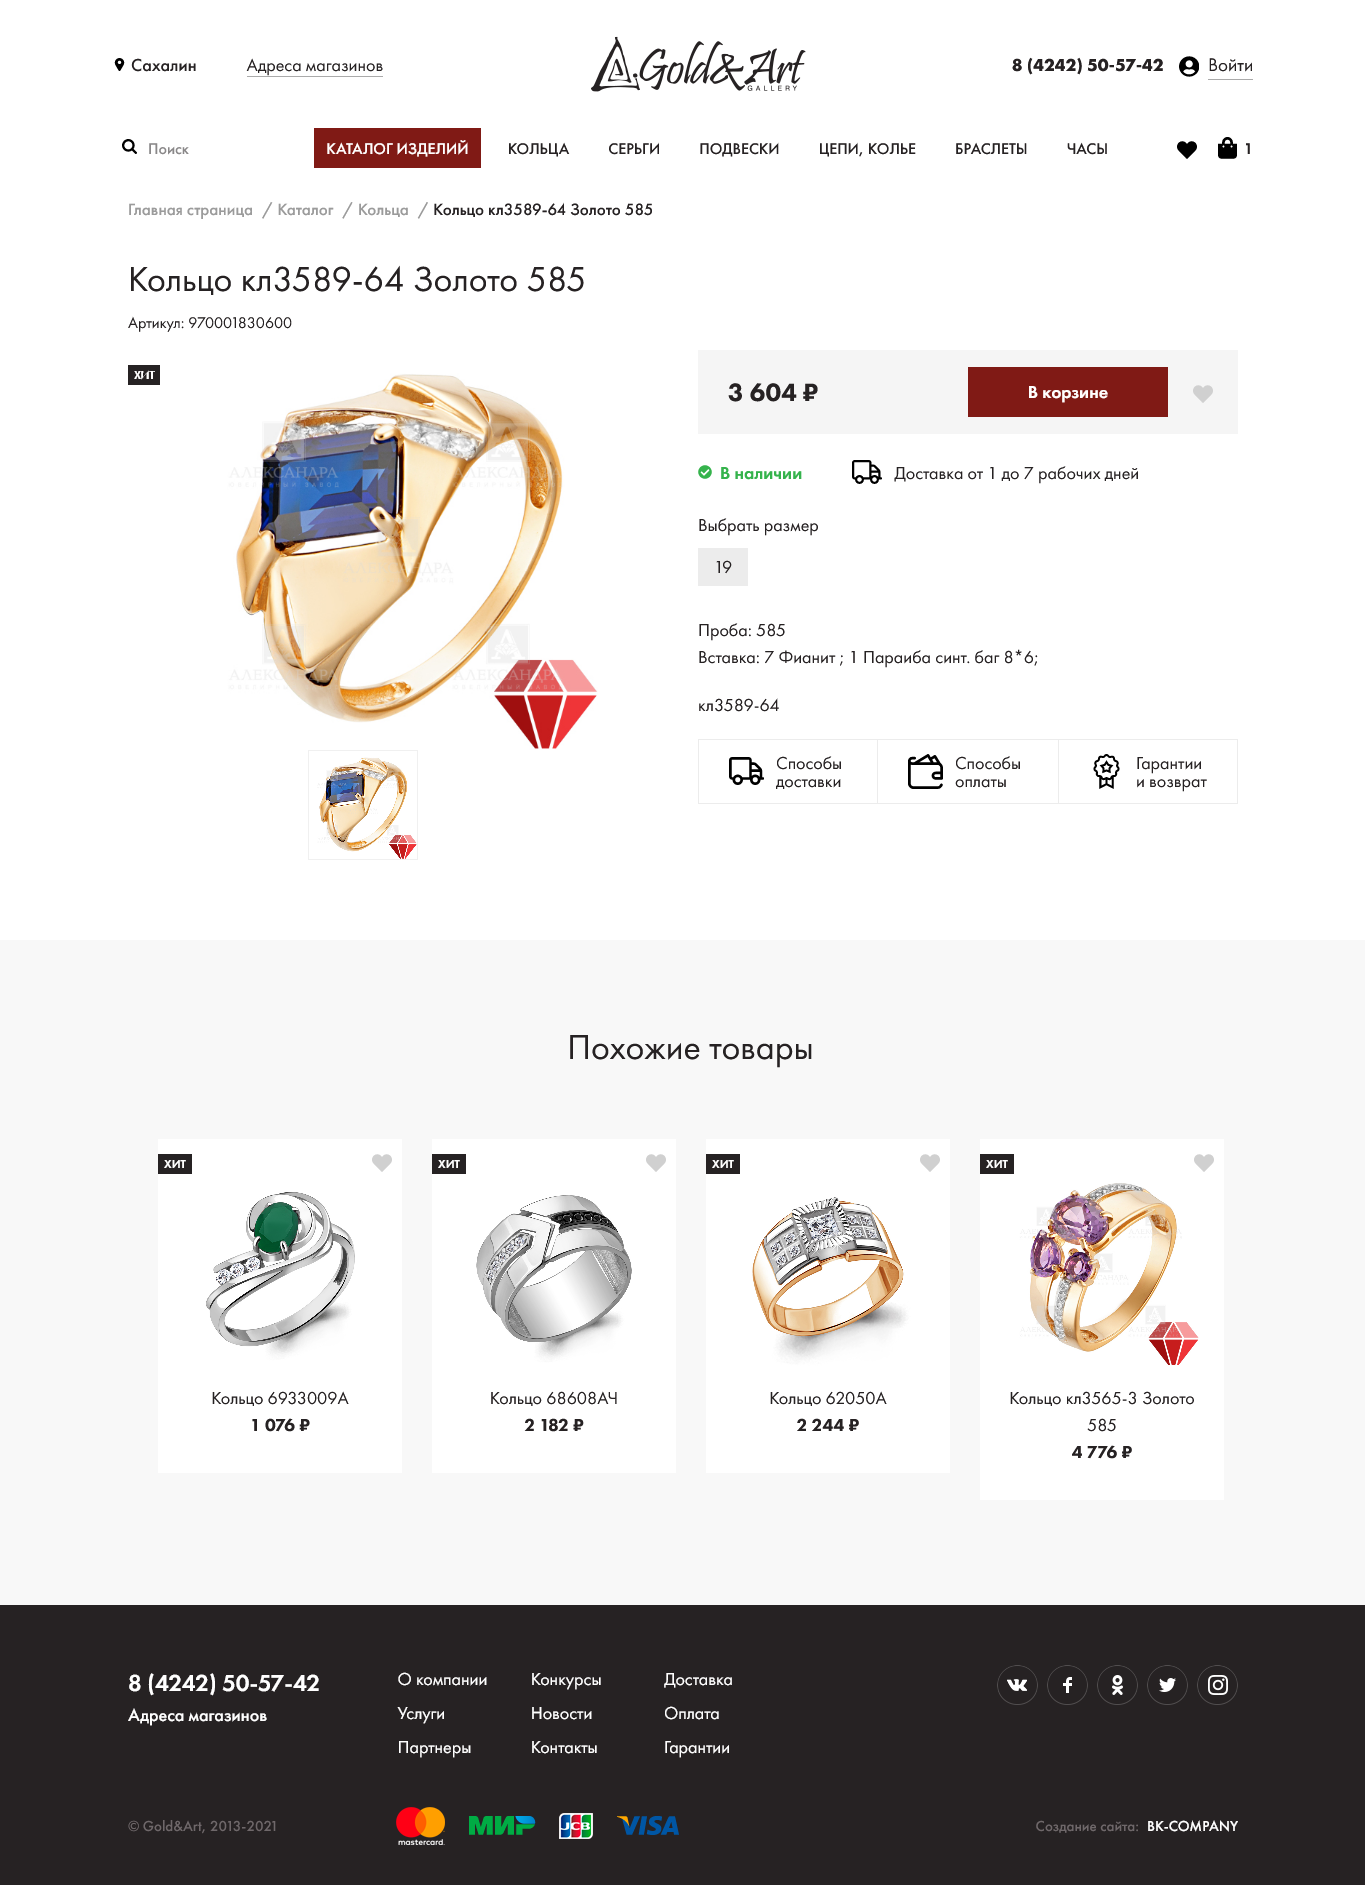 Сахалин
Адреса магазинов
A.Gold&Art
GALLERY
8 (4242) 50-57-42
Войти
Поиск
КАТАЛОГ ИЗДЕЛИЙ
КОЛЬЦА
СЕРЬГИ
ПОДВЕСКИ
ЦЕПИ, КОЛЬЕ
БРАСЛЕТЫ
ЧАСЫ
1
Главная страница / Каталог / Кольца / Кольцо кл3589-64 Золото 585
Кольцо кл3589-64 Золото 585
Артикул: 970001830600
ХИТ
АЛЕКСАНДРА
3 604 ₽
В корзине
В наличии
Доставка от 1 до 7 рабочих дней
Выбрать размер
19
Проба: 585
Вставка: 7 Фианит ; 1 Параиба синт. баг 8*6;
кл3589-64
Способы
доставки
Способы
оплаты
Гарантии
и возврат
Похожие товары
ХИТ
Кольцо 6933009А
1 076 ₽
ХИТ
Кольцо 68608АЧ
2 182 ₽
ХИТ
Кольцо 62050А
2 244 ₽
ХИТ
Кольцо кл3565-3 Золото
585
4 776 ₽
8 (4242) 50-57-42
Адреса магазинов
О компании
Услуги
Партнеры
Конкурсы
Новости
Контакты
Доставка
Оплата
Гарантии
© Gold&Art, 2013-2021
mastercard.
МИР
JCB
VISA
Создание сайта: BK-COMPANY